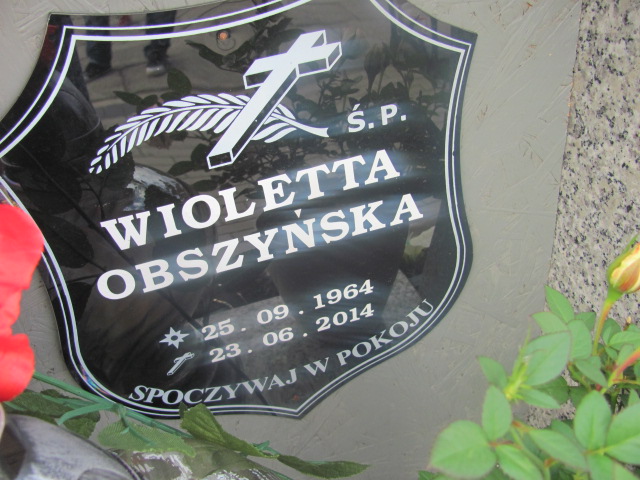 Ś.P.
WIOLETTA
OBSZYŃSKA
25.09.1964
23.06.2014
SPOCZYWAJ W POKOJU